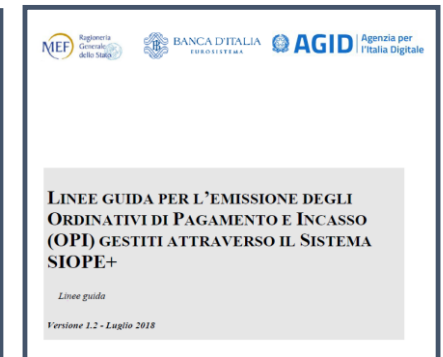 MEF
Ragioneria
Generale
dello Stato
BANCA D'ITALIA
EUROSISTEMA
AGID
Agenzia per
l'Italia Digitale
LINEE GUIDA PER L'EMISSIONE DEGLI
ORDINATIVI DI PAGAMENTO E INCASSO
(OPI) GESTITI ATTRAVERSO IL SISTEMA
SIOPE+
Linee guida
Versione 1.2 - Luglio 2018